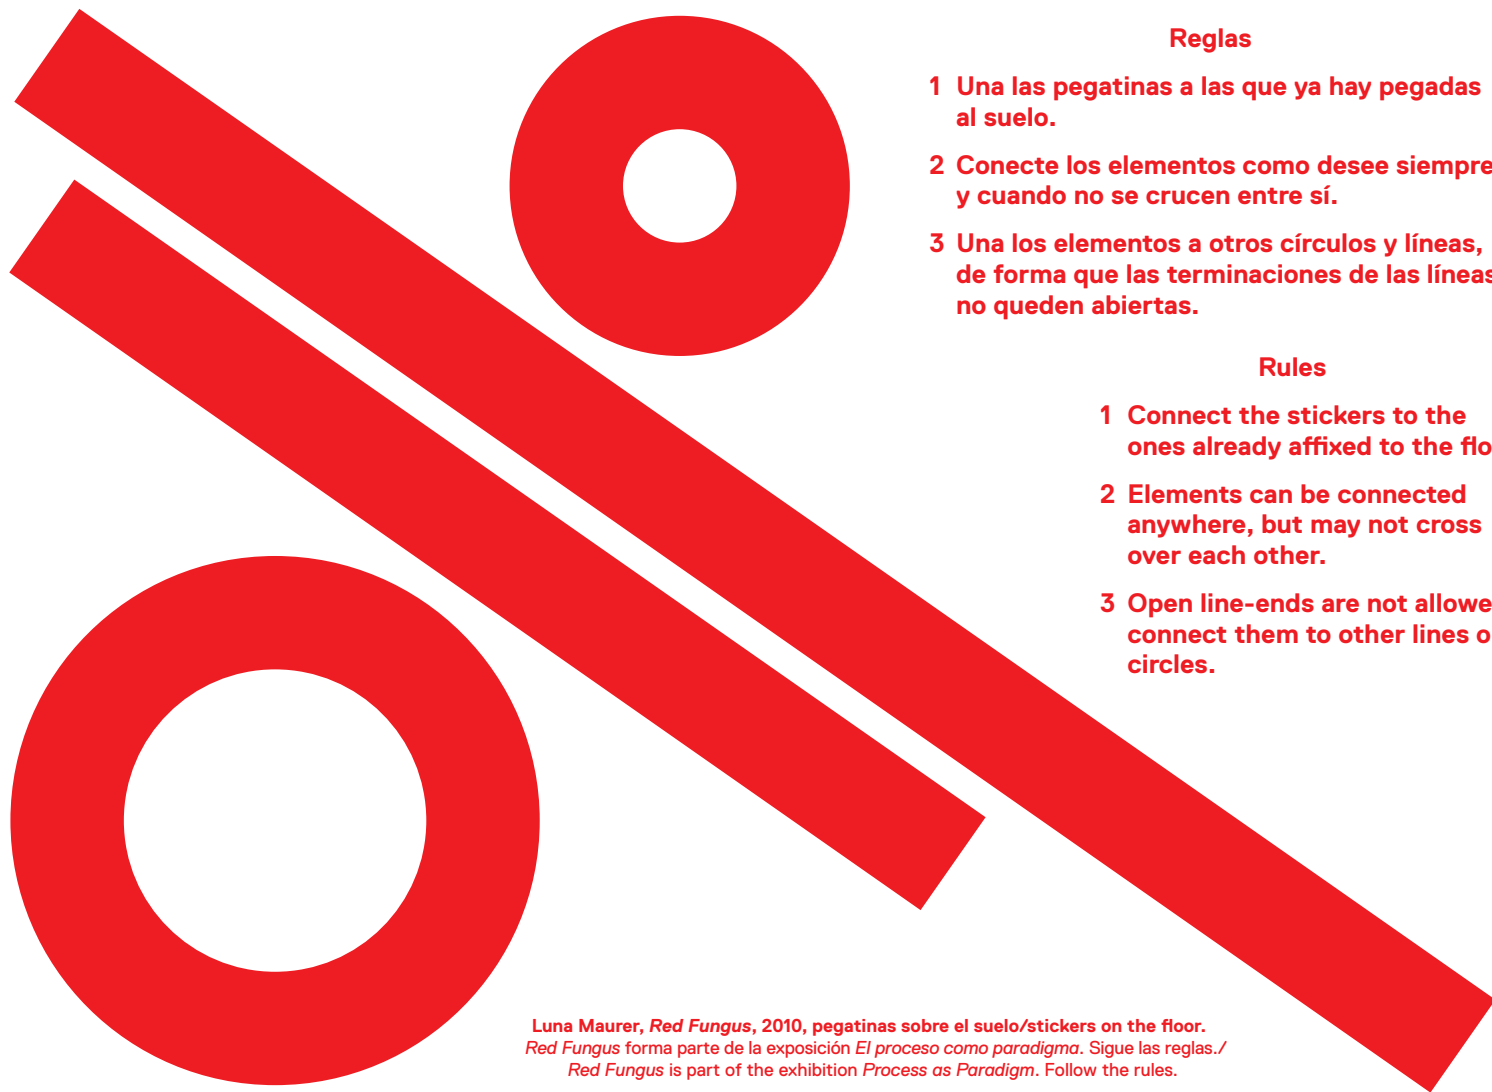 Reglas
1 Una las pegatinas a las que ya hay pegadas
al suelo.
2 Conecte los elementos como desee siempre
y cuando no se crucen entre sí.
3 Una los elementos a otros círculos y líneas,
de forma que las terminaciones de las líneas
no queden abiertas.
Rules
1 Connect the stickers to the
ones already affixed to the flo
2 Elements can be connected
anywhere, but may not cross
over each other.
3 Open line-ends are not allowe
connect them to other lines o
circles.
Luna Maurer, Red Fungus, 2010, pegatinas sobre el suelo/stickers on the floor.
Red Fungus forma parte de la exposición El proceso como paradigma. Sigue las reglas./
Red Fungus is part of the exhibition Process as Paradigm. Follow the rules.